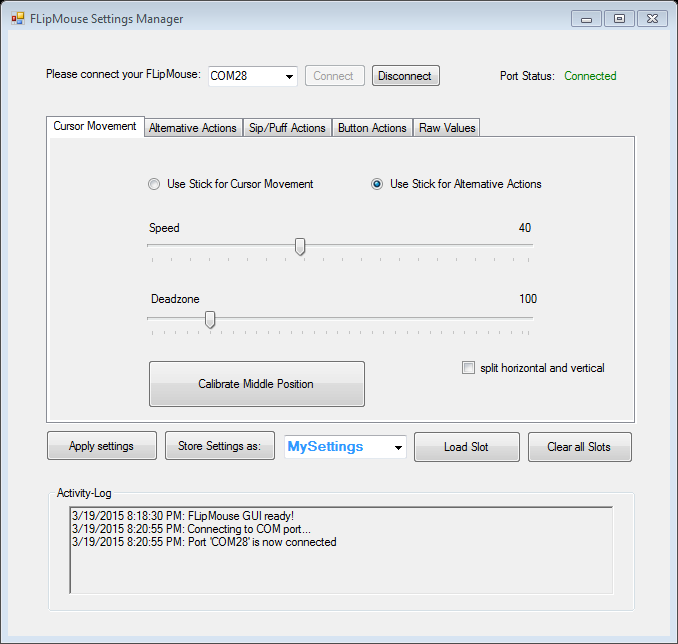 FLipMouse Settings Manager
Please connect your FLipMouse: COM28 Connect Disconnect Port Status: Connected
Cursor Movement Alternative Actions Sip/Puff Actions Button Actions Raw Values
Use Stick for Cursor Movement Use Stick for Alternative Actions
Speed 40
Deadzone 100
Calibrate Middle Position split horizontal and vertical
Apply settings Store Settings as: MySettings Load Slot Clear all Slots
Activity-Log
3/19/2015 8:18:30 PM: FLipMouse GUI ready!
3/19/2015 8:20:55 PM: Connecting to COM port...
3/19/2015 8:20:55 PM: Port 'COM28' is now connected